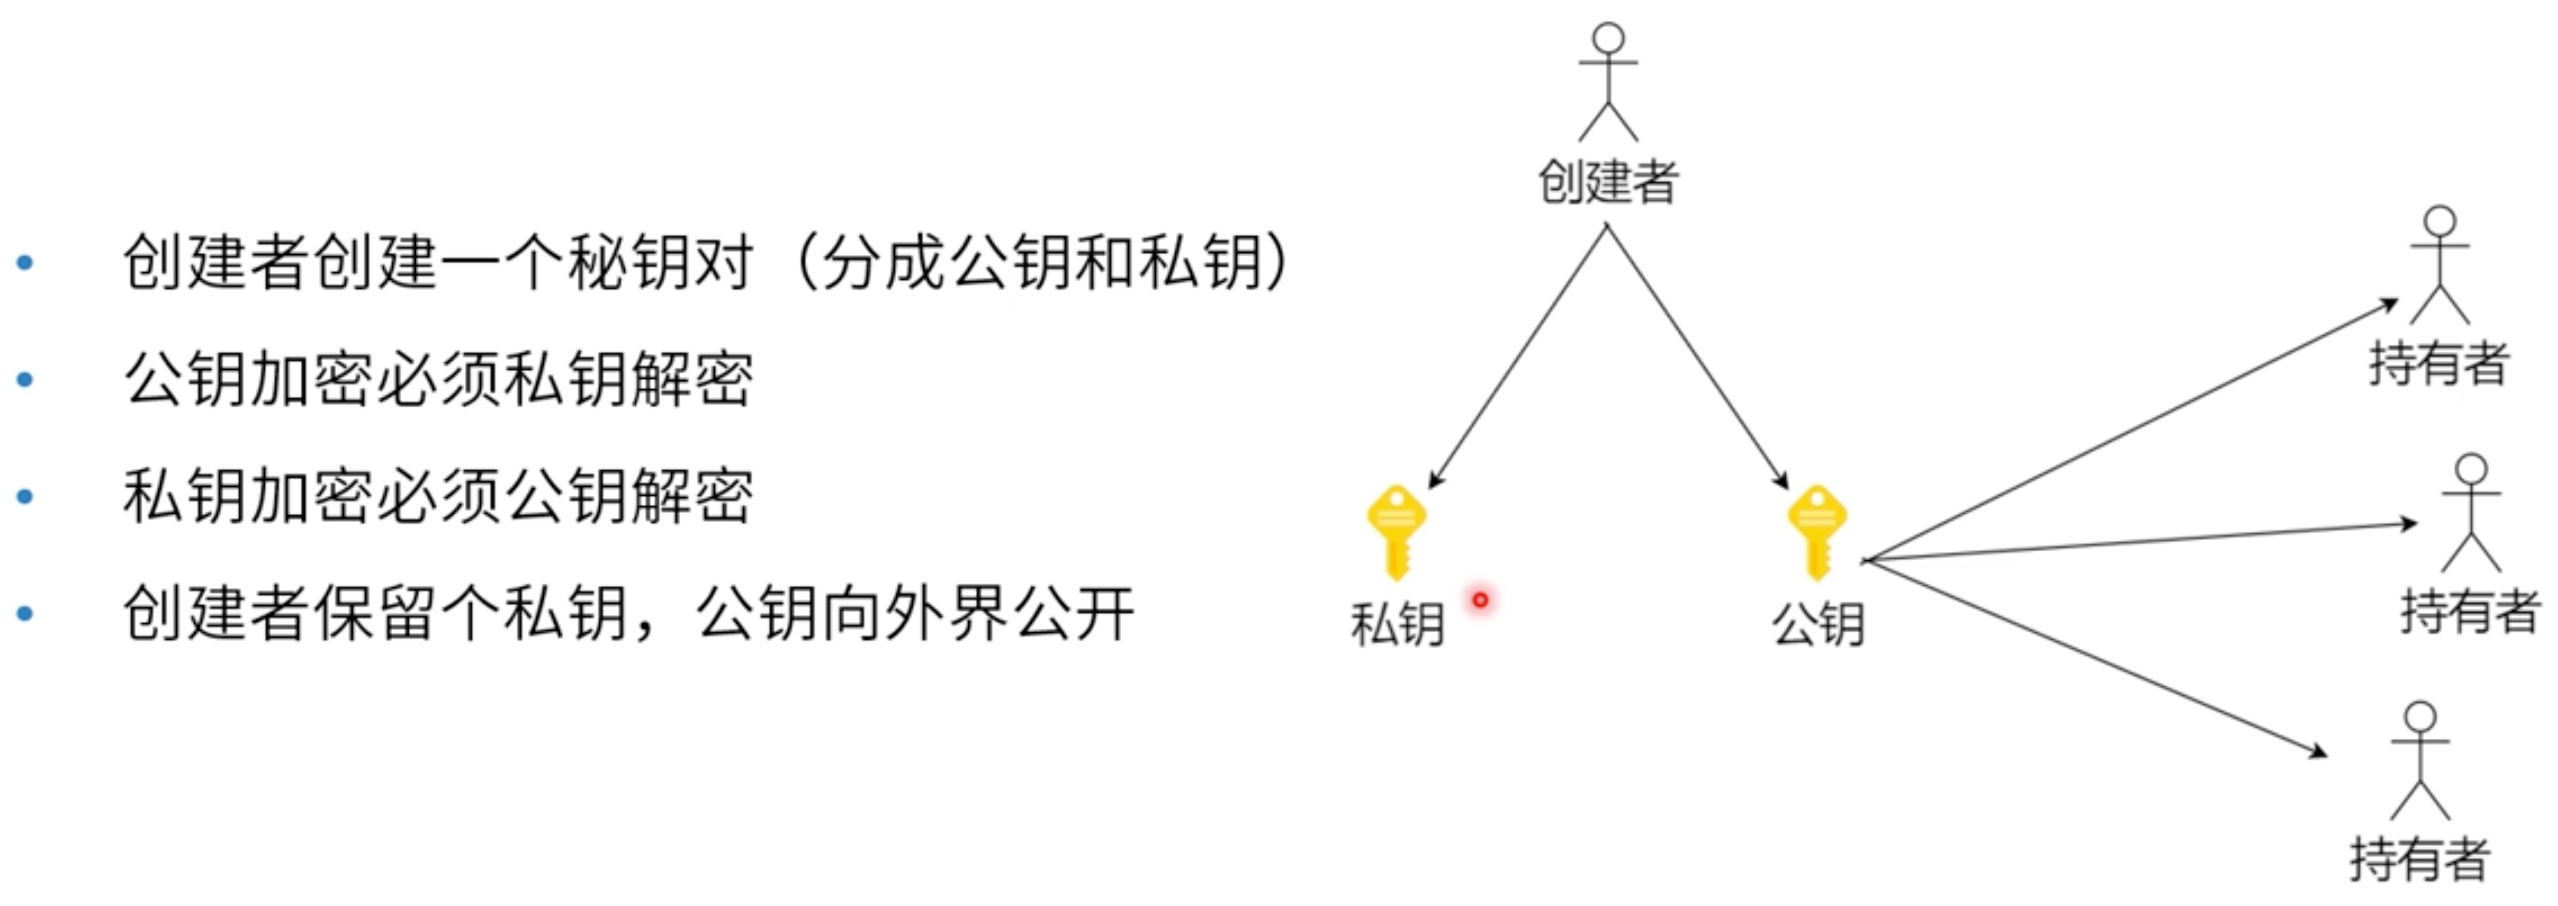 创建者创建一个秘钥对（分成公钥和私钥）
公钥加密必须私钥解密
私钥加密必须公钥解密
创建者保留个私钥，公钥向外界公开
创建者
私钥
公钥
持有者
持有者
持有者